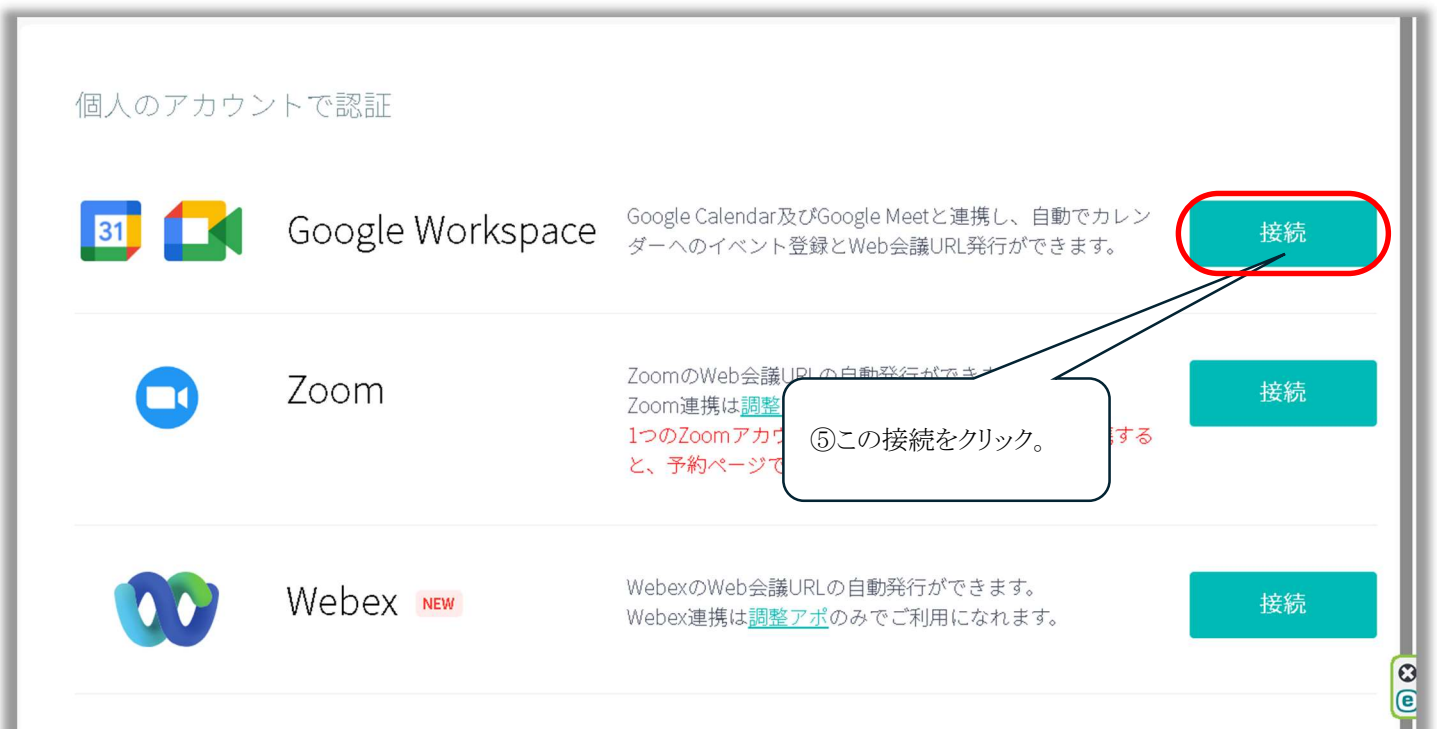 個人のアカウントで認証
31
Google Workspace
Google Calendar及びGoogle Meetと連携し、自動でカレン
ダーへのイベント登録とWeb会議URL発行ができます。
接続
Zoom
ZoomのWeb会議URLの自動発行ができま
Zoom連携は調整
1つのZoomアカウ
する
と、予約ページで
接続
⑤この接続をクリック。
Webex NEW
WebexのWeb会議URLの自動発行ができます。
Webex連携は調整アポのみでご利用になれます。
接続
e